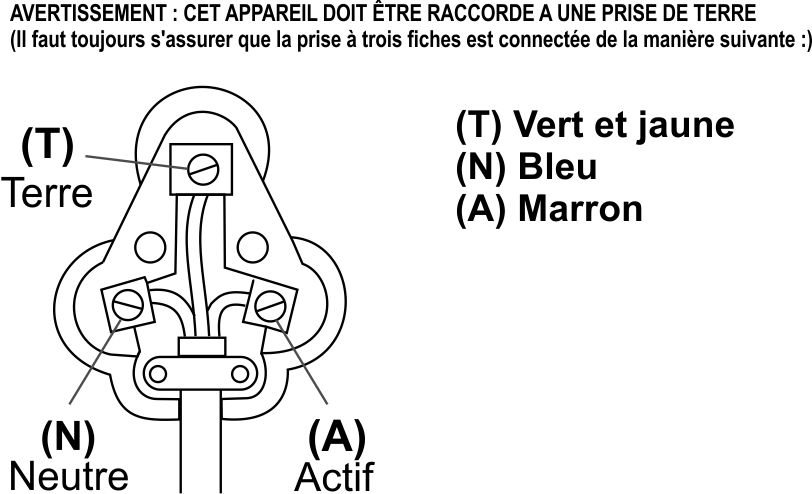 AVERTISSEMENT : CET APPAREIL DOIT ÊTRE RACCORDE A UNE PRISE DE TERRE
(Il faut toujours s'assurer que la prise à trois fiches est connectée de la manière suivante :)
(T)
Terre
(T) Vert et jaune
(N) Bleu
(A) Marron
(N)
Neutre
(A)
Actif